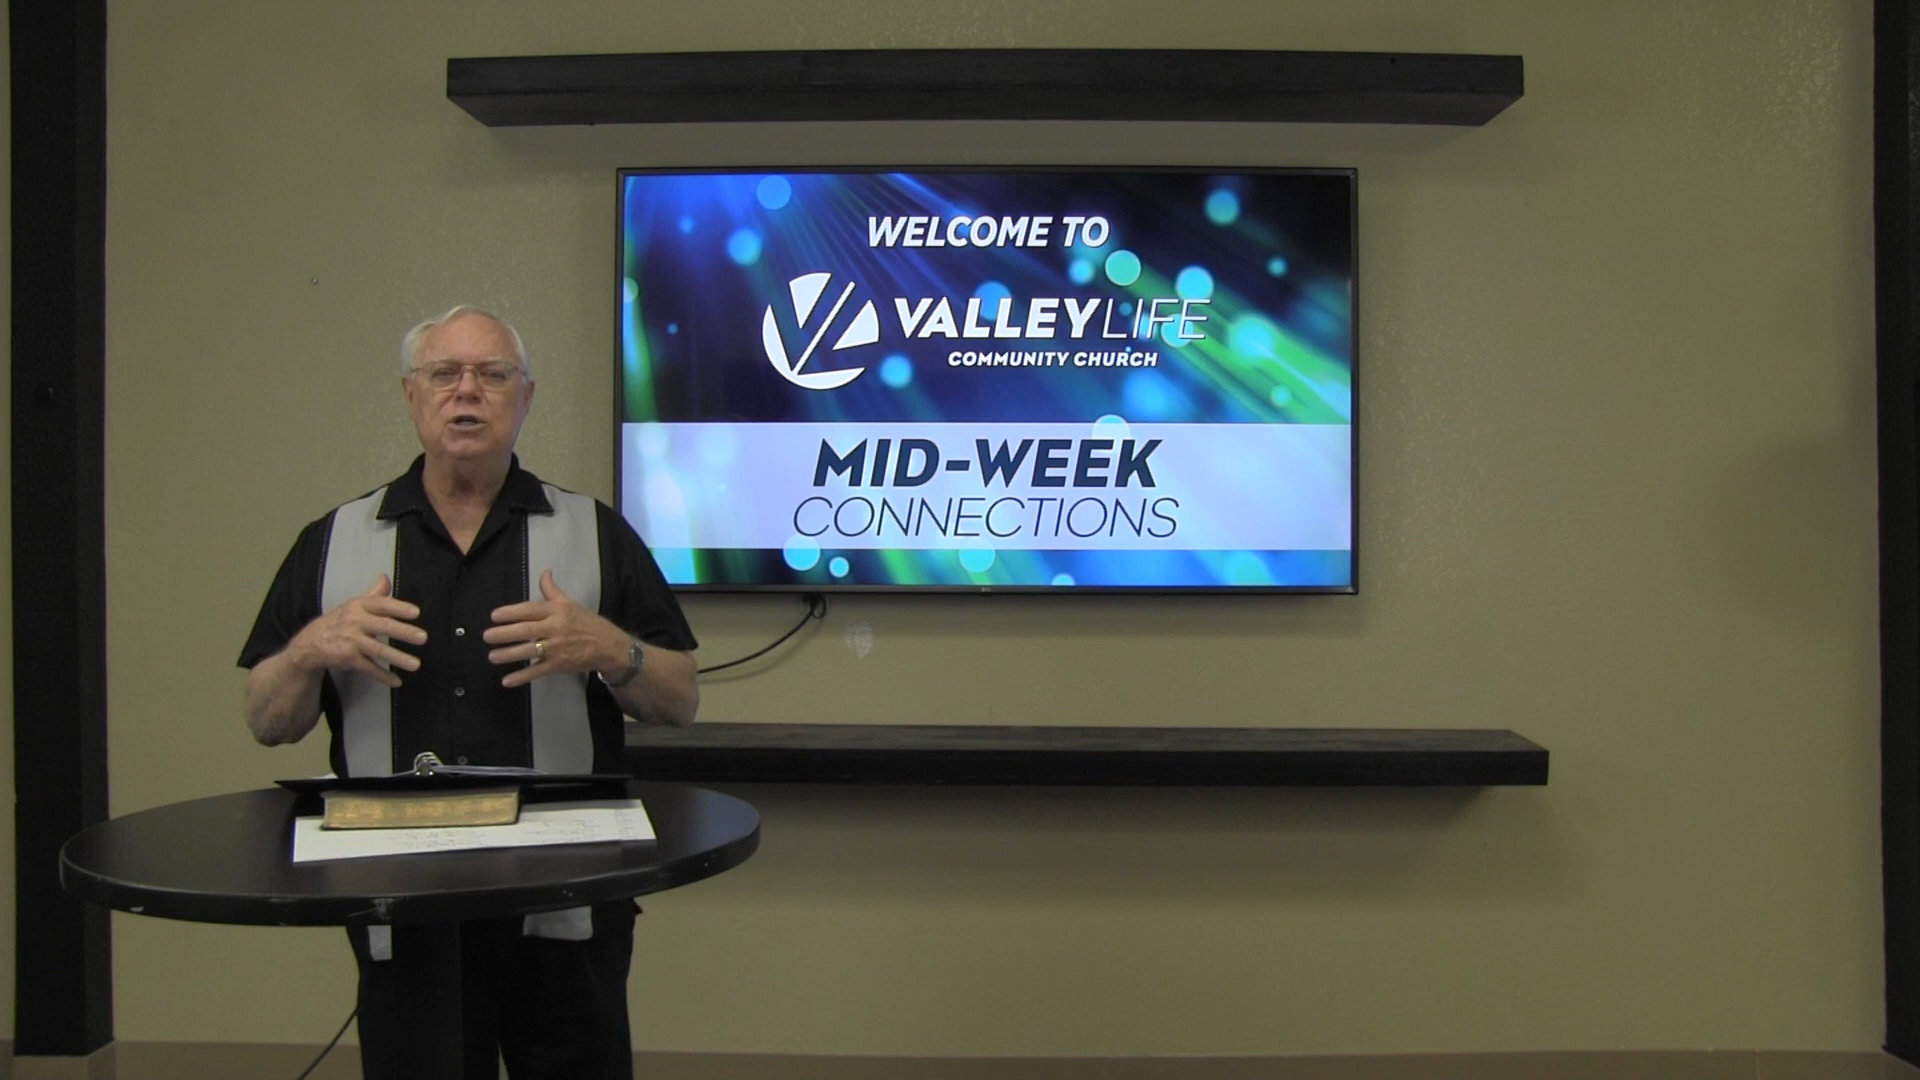 WELCOME TO
VALLEYLIFE
COMMUNITY CHURCH
MID-WEEK
CONNECTIONS